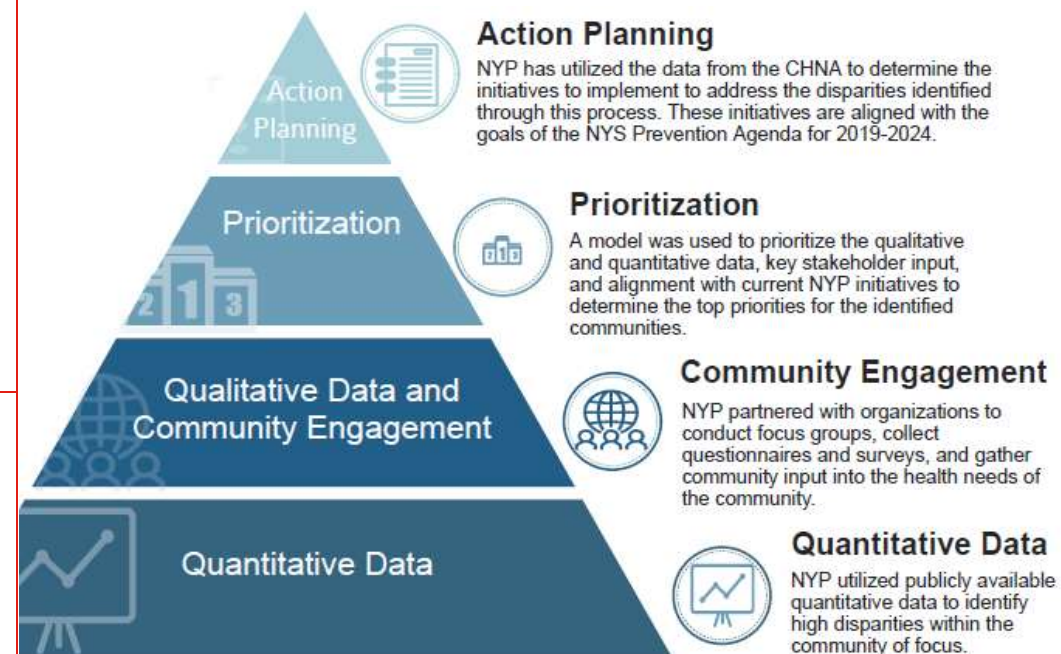 Action Planning
NYP has utilized the data from the CHNA to determine the
initiatives to implement to address the disparities identified
through this process. These initiatives are aligned with the
goals of the NYS Prevention Agenda for 2019-2024.
Action
Planning
Prioritization
A model was used to prioritize the qualitative
and quantitative data, key stakeholder input,
and alignment with current NYP initiatives to
determine the top priorities for the identified
communities.
Prioritization
2 1 3
2 1 3
Community Engagement
NYP partnered with organizations to
conduct focus groups, collect
questionnaires and surveys, and gather
community input into the health needs of
the community.
Qualitative Data and
Community Engagement
Quantitative Data
NYP utilized publicly available
quantitative data to identify
high disparities within the
community of focus.
Quantitative Data